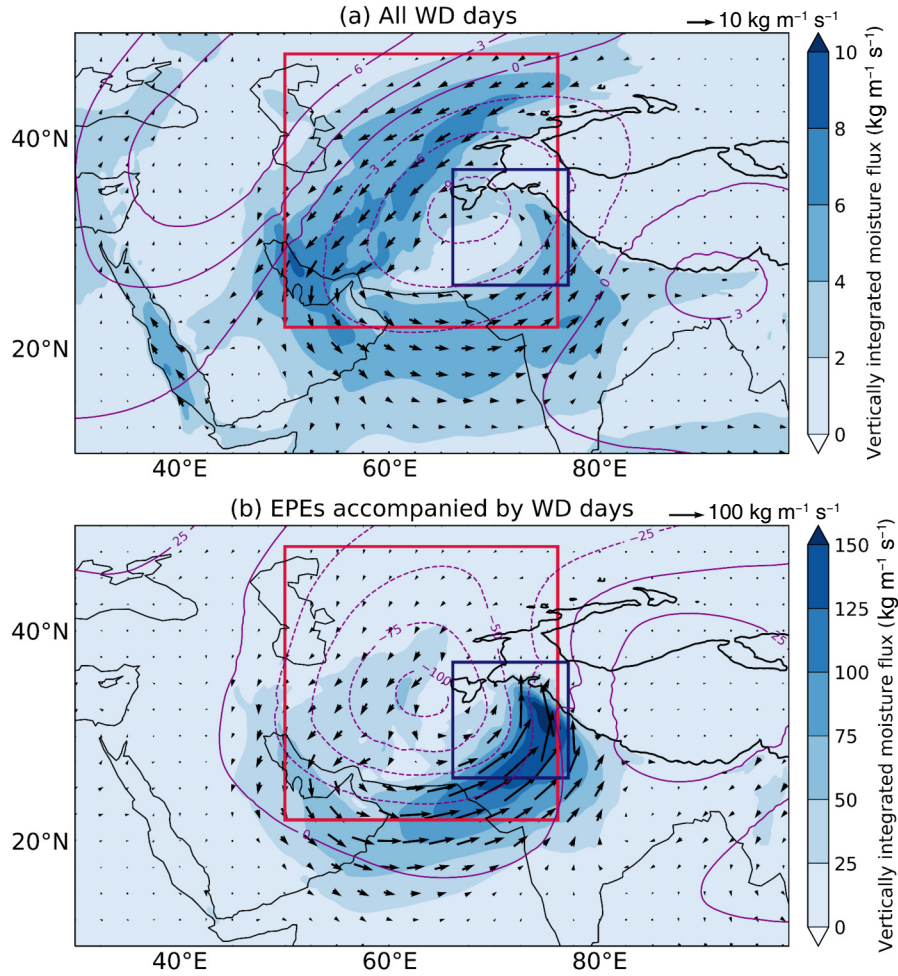 (a) All WD days
10 kg m⁻¹ s⁻¹
40°N
20°N
40°E
60°E
80°E
6
3
0
-3
0
3
10
8
6
4
2
0
Vertically integrated moisture flux (kg m⁻¹ s⁻¹)
(b) EPEs accompanied by WD days
100 kg m⁻¹ s⁻¹
40°N
20°N
40°E
60°E
80°E
25
−25
−50
−75
−100
25
0
150
125
100
75
50
25
0
Vertically integrated moisture flux (kg m⁻¹ s⁻¹)